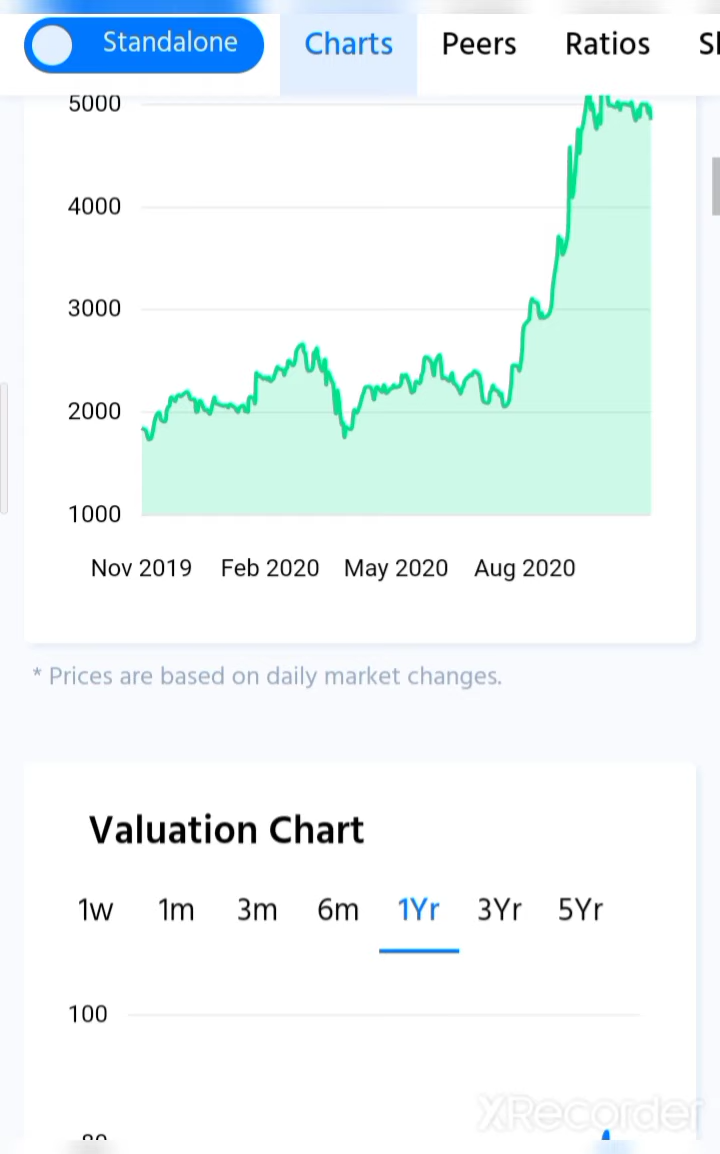 Standalone Charts Peers Ratios
5000
4000
3000
2000
1000
Nov 2019 Feb 2020 May 2020 Aug 2020
* Prices are based on daily market changes.
Valuation Chart
1w 1m 3m 6m 1Yr 3Yr 5Yr
100
XRecorder